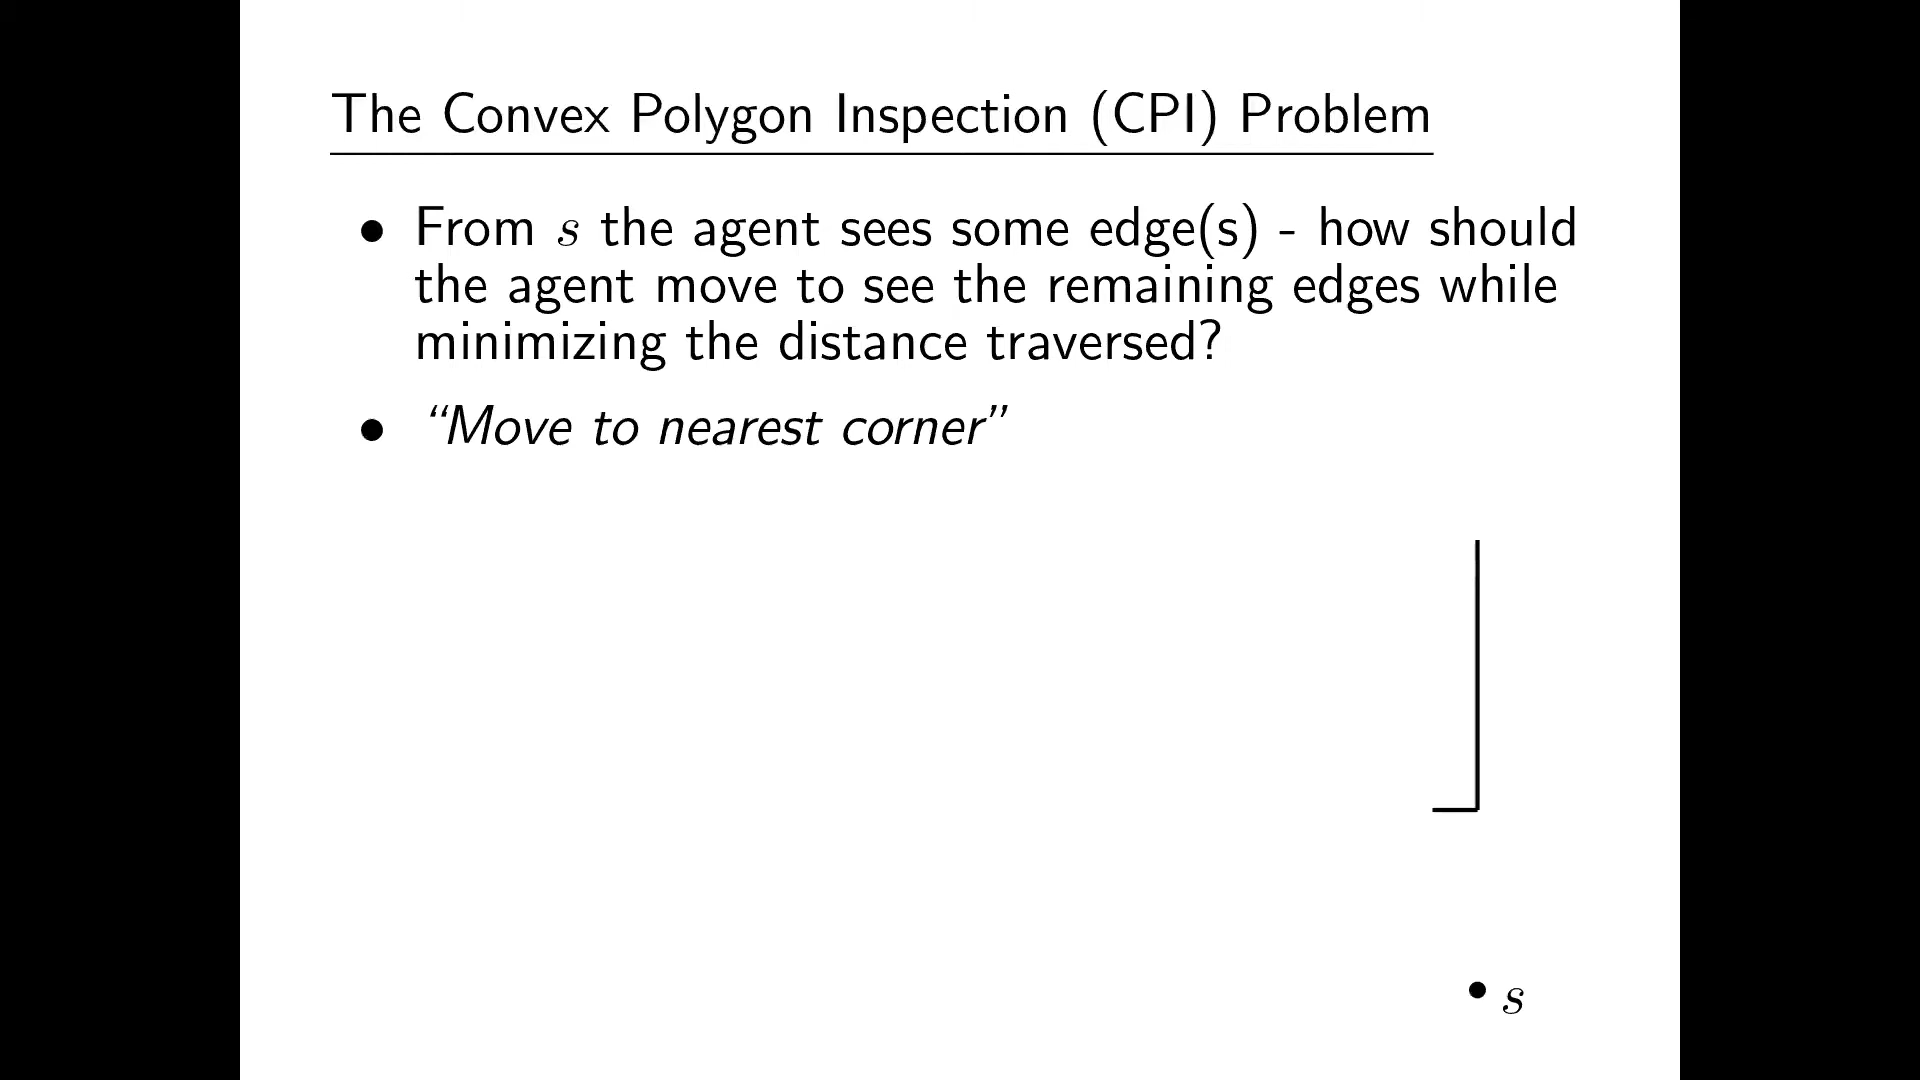 The Convex Polygon Inspection (CPI) Problem
• From s the agent sees some edge(s) - how should
the agent move to see the remaining edges while
minimizing the distance traversed?
• “Move to nearest corner”
s